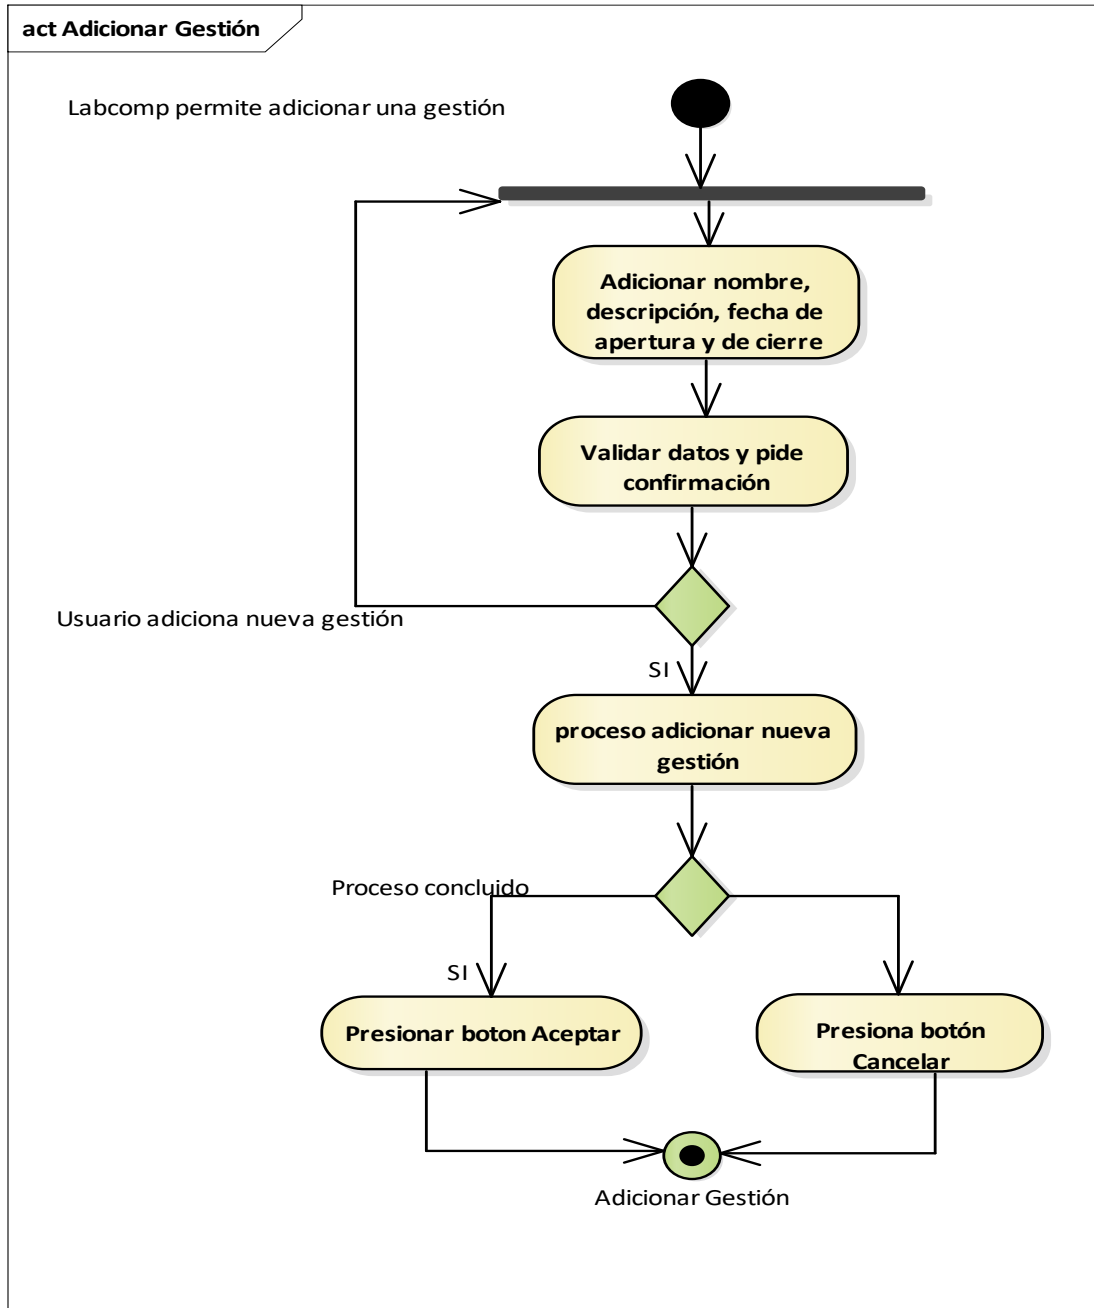 act Adicionar Gestión
Labcomp permite adicionar una gestión
Adicionar nombre,
descripción, fecha de
apertura y de cierre
Validar datos y pide
confirmación
Usuario adiciona nueva gestión
SI
proceso adicionar nueva
gestión
Proceso concluido
SI
Presionar boton Aceptar
Presiona botón
Cancelar
Adicionar Gestión